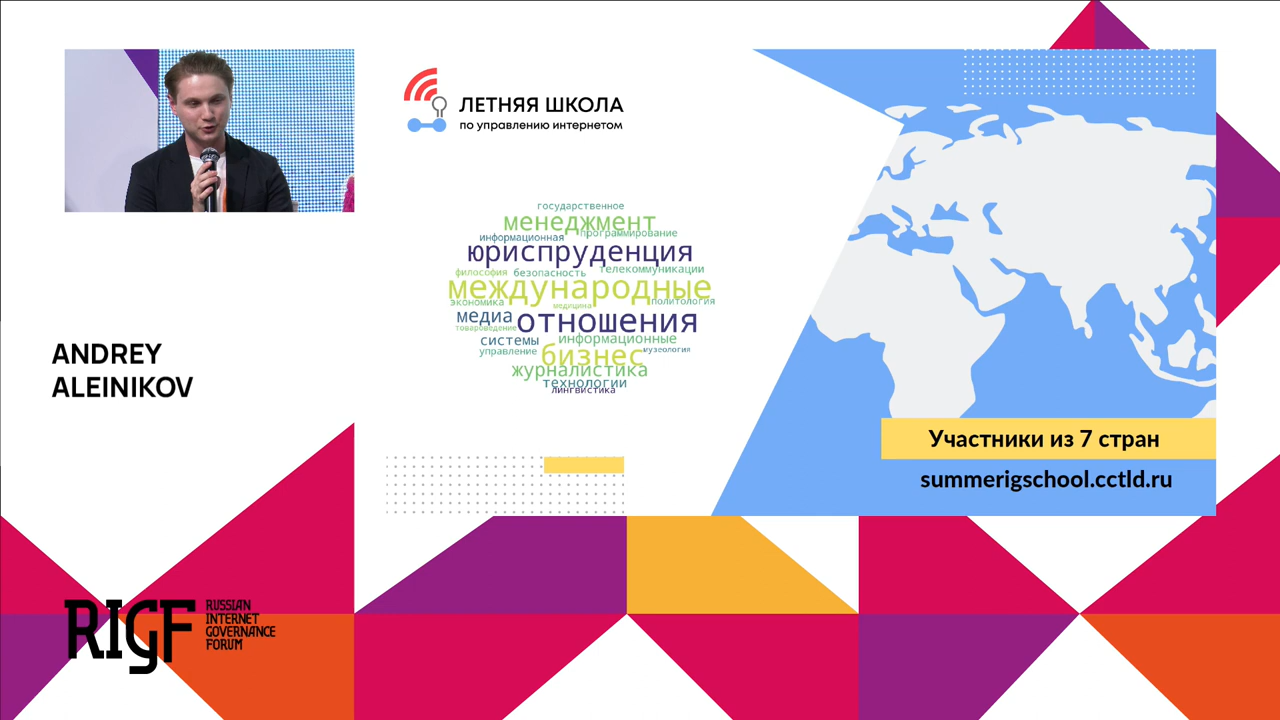 ЛЕТНЯЯ ШКОЛА
по управлению интернетом
государственное
менеджмент
программирование
информационная
юриспруденция
философия безопасность телекоммуникации
международные
экономика медицина политология
медиа отношения
товароведение
системы информационные
управление бизнес музеология
журналистика
технологии
лингвистика
ANDREY
ALEINIKOV
Участники из 7 стран
summerigschool.cctld.ru
RIGF
RUSSIAN
INTERNET
GOVERNANCE
FORUM